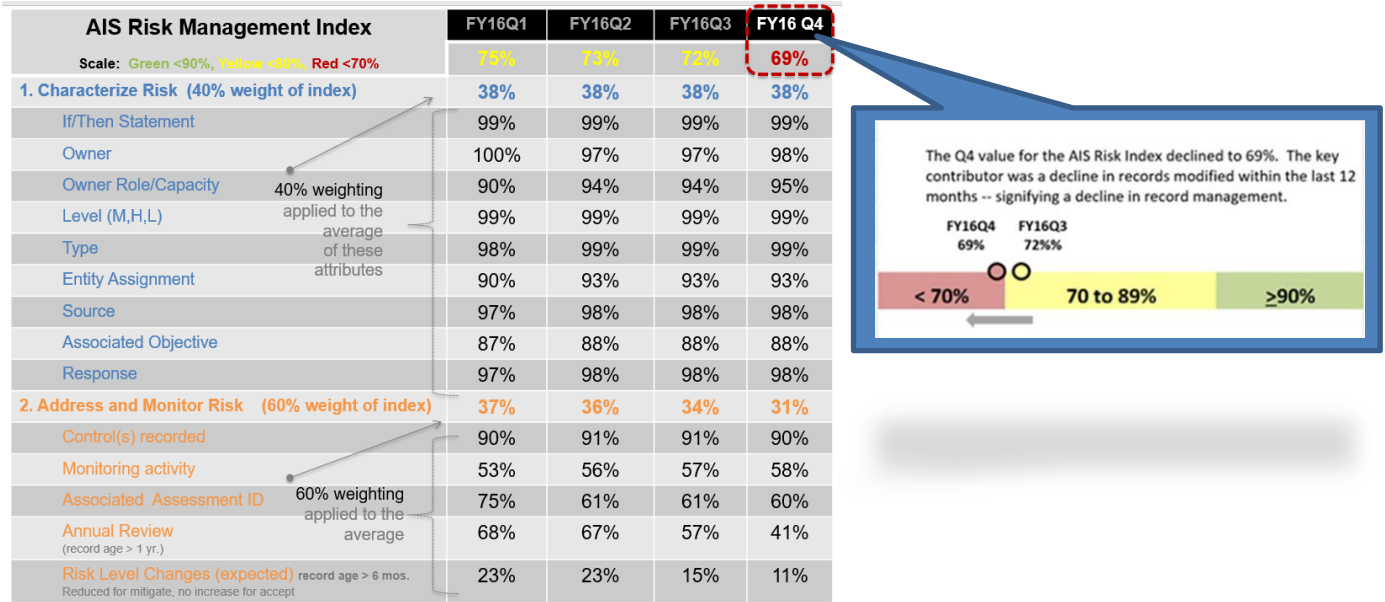 AIS Risk Management Index
FY16Q1 FY16Q2 FY16Q3 FY16 Q4
Scale: Green <90%, Yellow <80%, Red <70%
75% 73% 72% 69%
1. Characterize Risk (40% weight of index) 38% 38% 38% 38%
If/Then Statement 99% 99% 99% 99%
Owner 100% 97% 97% 98%
Owner Role/Capacity 90% 94% 94% 95%
Level (M,H,L) 99% 99% 99% 99%
Type 98% 99% 99% 99%
Entity Assignment 90% 93% 93% 93%
Source 97% 98% 98% 98%
Associated Objective 87% 88% 88% 88%
Response 97% 98% 98% 98%
40% weighting
applied to the
average
of these
attributes
2. Address and Monitor Risk (60% weight of index) 37% 36% 34% 31%
Control(s) recorded 90% 91% 91% 90%
Monitoring activity 53% 56% 57% 58%
Associated Assessment ID 75% 61% 61% 60%
Annual Review 68% 67% 57% 41%
(record age > 1 yr.)
Risk Level Changes (expected) record age > 6 mos. 23% 23% 15% 11%
Reduced for mitigate, no increase for accept
60% weighting
applied to the
average
The Q4 value for the AIS Risk Index declined to 69%. The key
contributor was a decline in records modified within the last 12
months -- signifying a decline in record management.
FY16Q4 FY16Q3
69% 72%%
< 70% 70 to 89% ≥90%